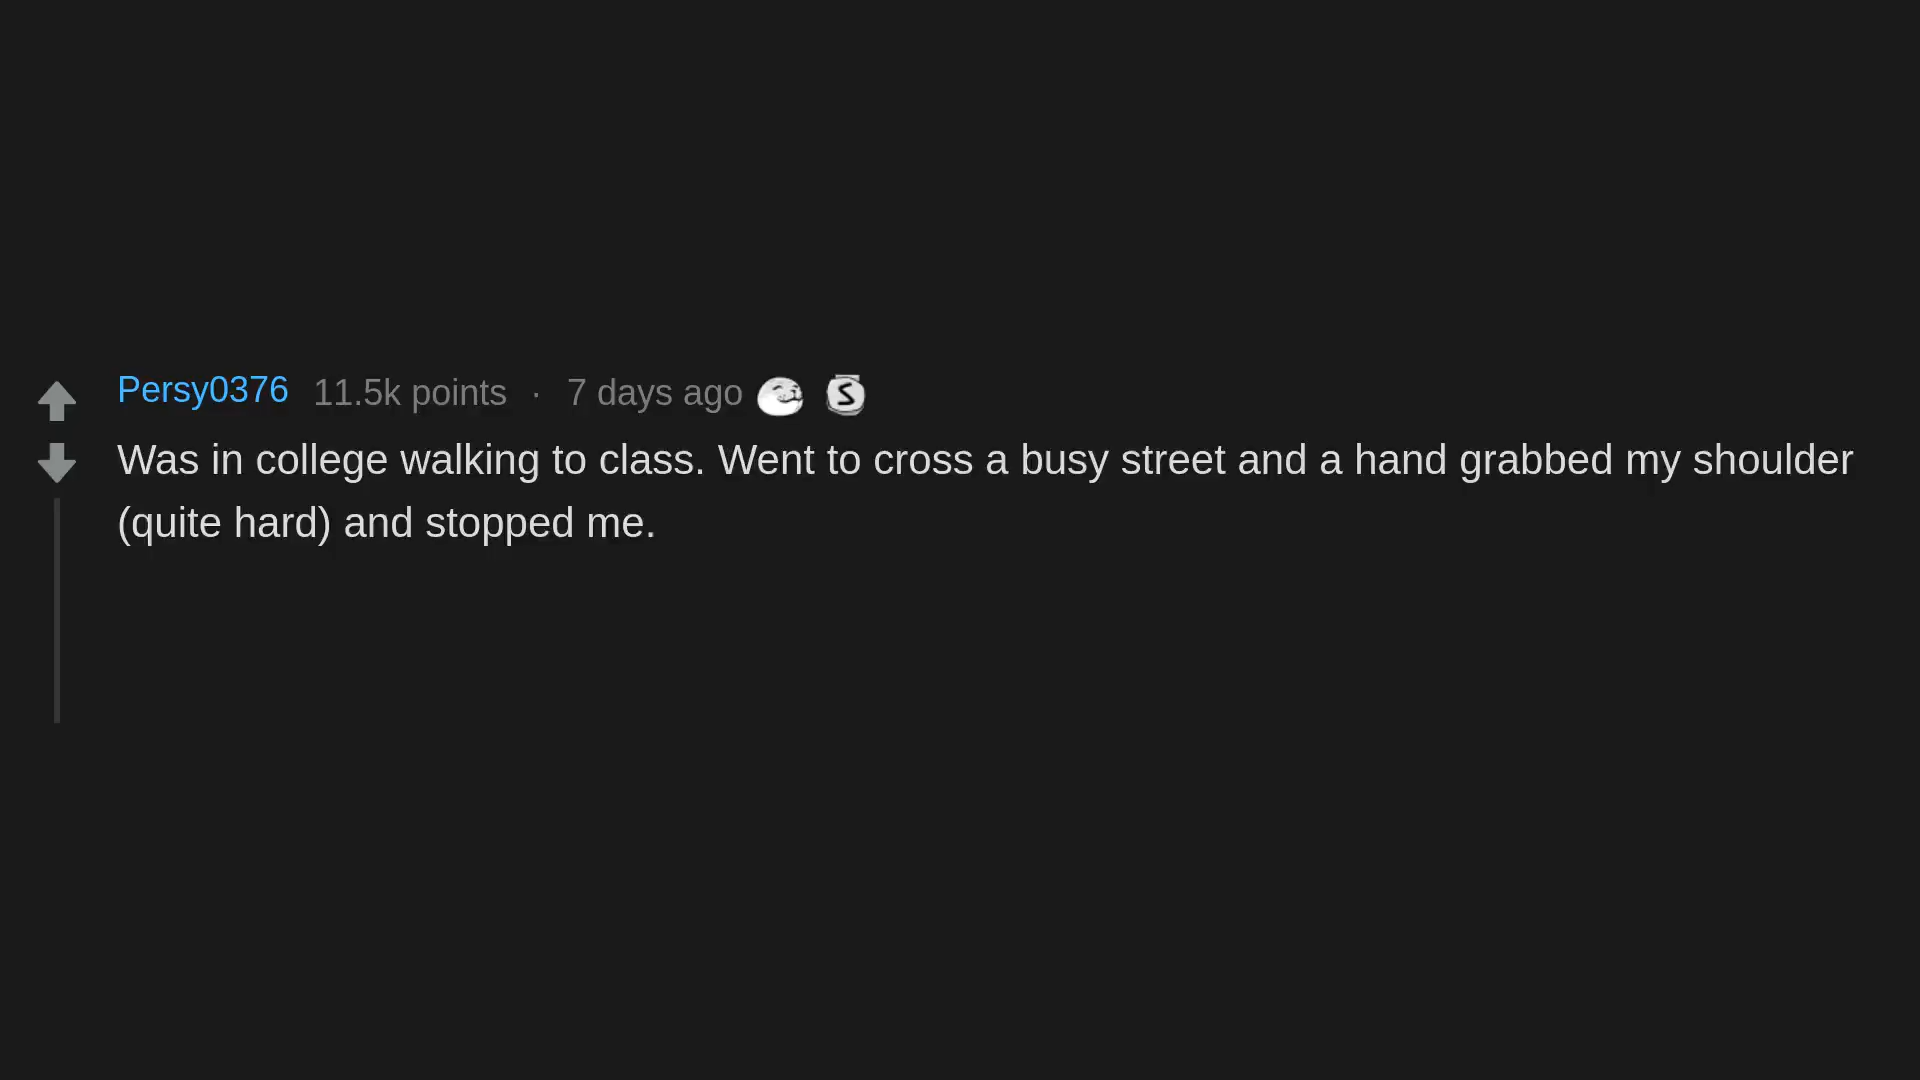 Persy0376 11.5k points · 7 days ago
Was in college walking to class. Went to cross a busy street and a hand grabbed my shoulder
(quite hard) and stopped me.